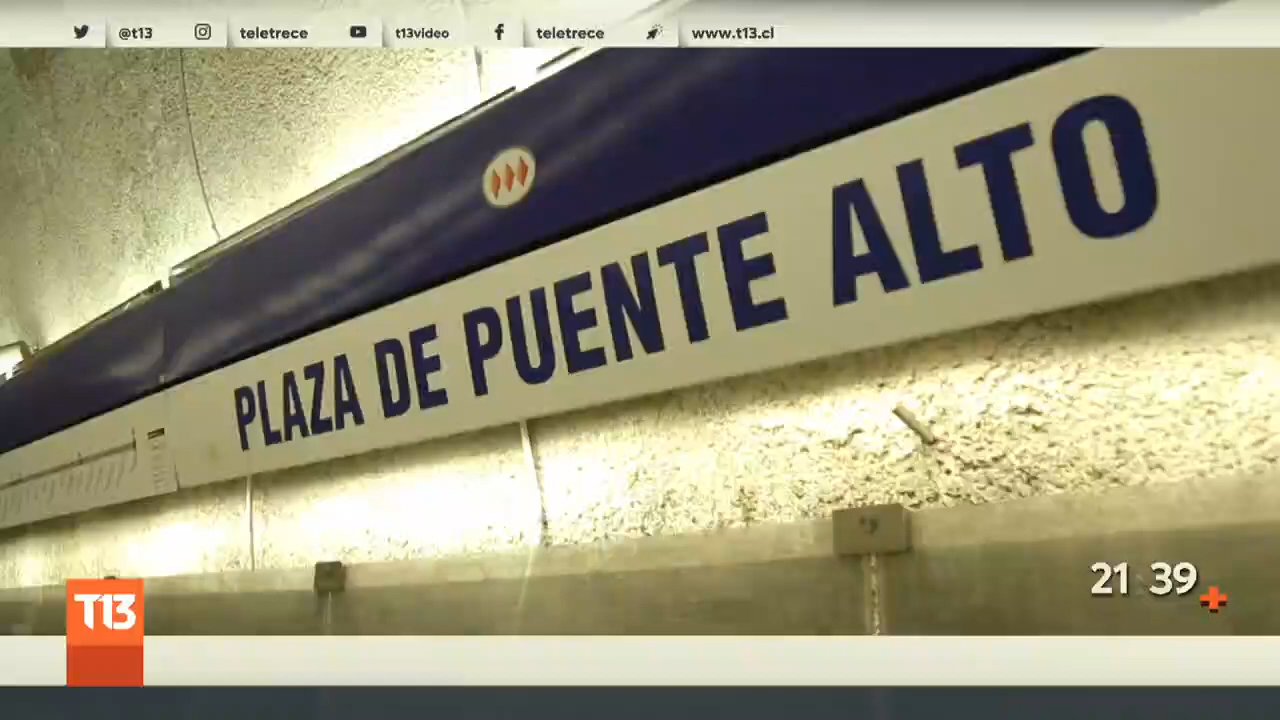 @t13 teletrece t13video teletrece www.t13.cl
PLAZA DE PUENTE ALTO
21 39
T13